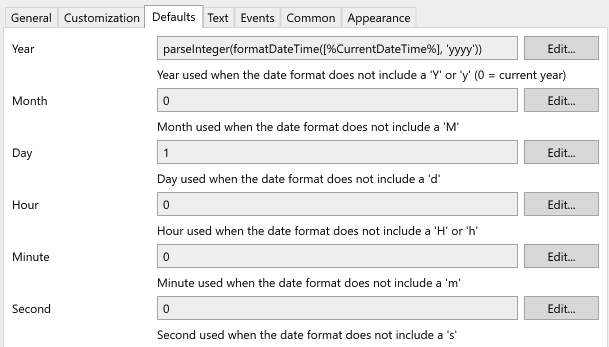 General Customization Defaults Text Events Common Appearance
Year parseInteger(formatDateTime([%CurrentDateTime%], 'yyyy')) Edit...
Year used when the date format does not include a 'Y' or 'y' (0 = current year)
Month 0 Edit...
Month used when the date format does not include a 'M'
Day 1 Edit...
Day used when the date format does not include a 'd'
Hour 0 Edit...
Hour used when the date format does not include a 'H' or 'h'
Minute 0 Edit...
Minute used when the date format does not include a 'm'
Second 0 Edit...
Second used when the date format does not include a 's'